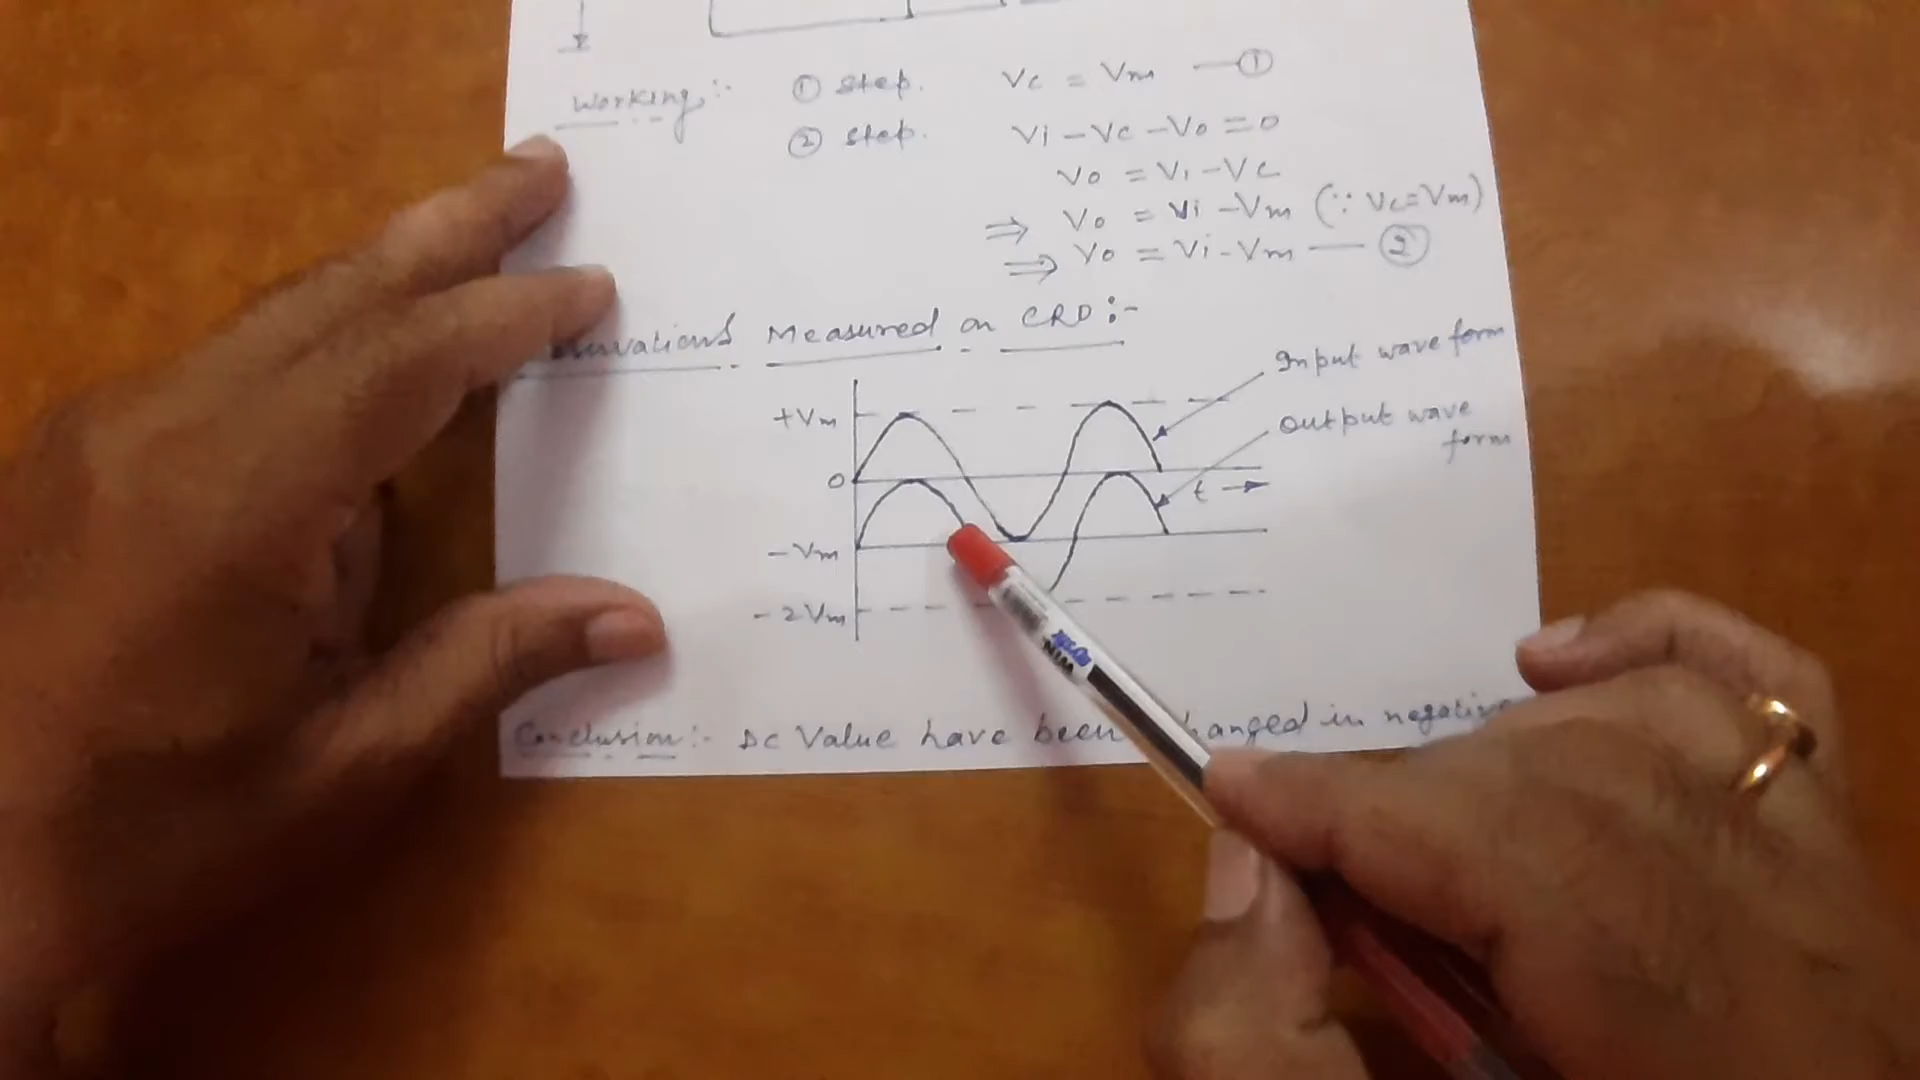 Working:- ① step. Vc = Vm — ①
② step. Vi - Vc - Vo = 0
Vo = Vi - Vc
⇒ Vo = Vi - Vm (∵ Vc = Vm)
⇒ Vo = Vi - Vm — ②
Measured on CRO:-
Input wave form
Output wave
form
+Vm
0
t →
-Vm
-2Vm
WIN
Conclusion:- DC Value have been hanged in negative